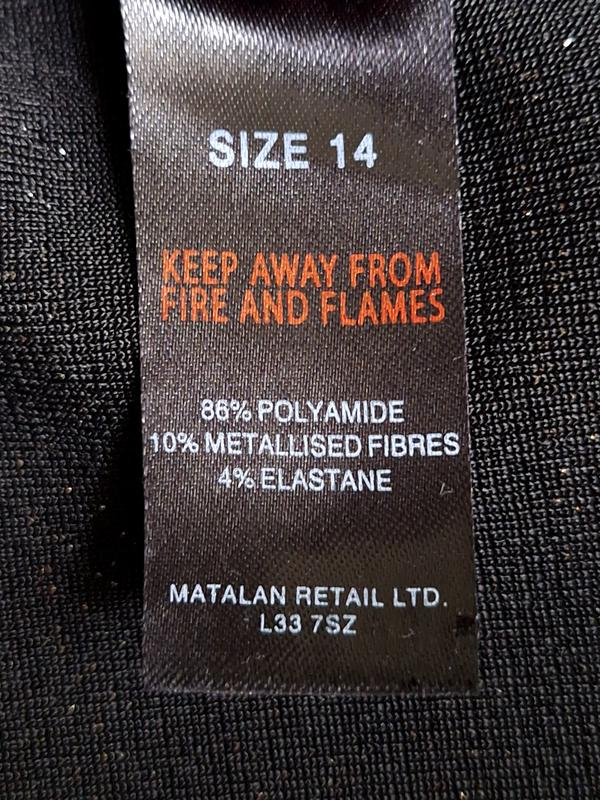 SIZE 14
KEEP AWAY FROM
FIRE AND FLAMES
86% POLYAMIDE
10% METALLISED FIBRES
4% ELASTANE
MATALAN RETAIL LTD.
L33 7SZ